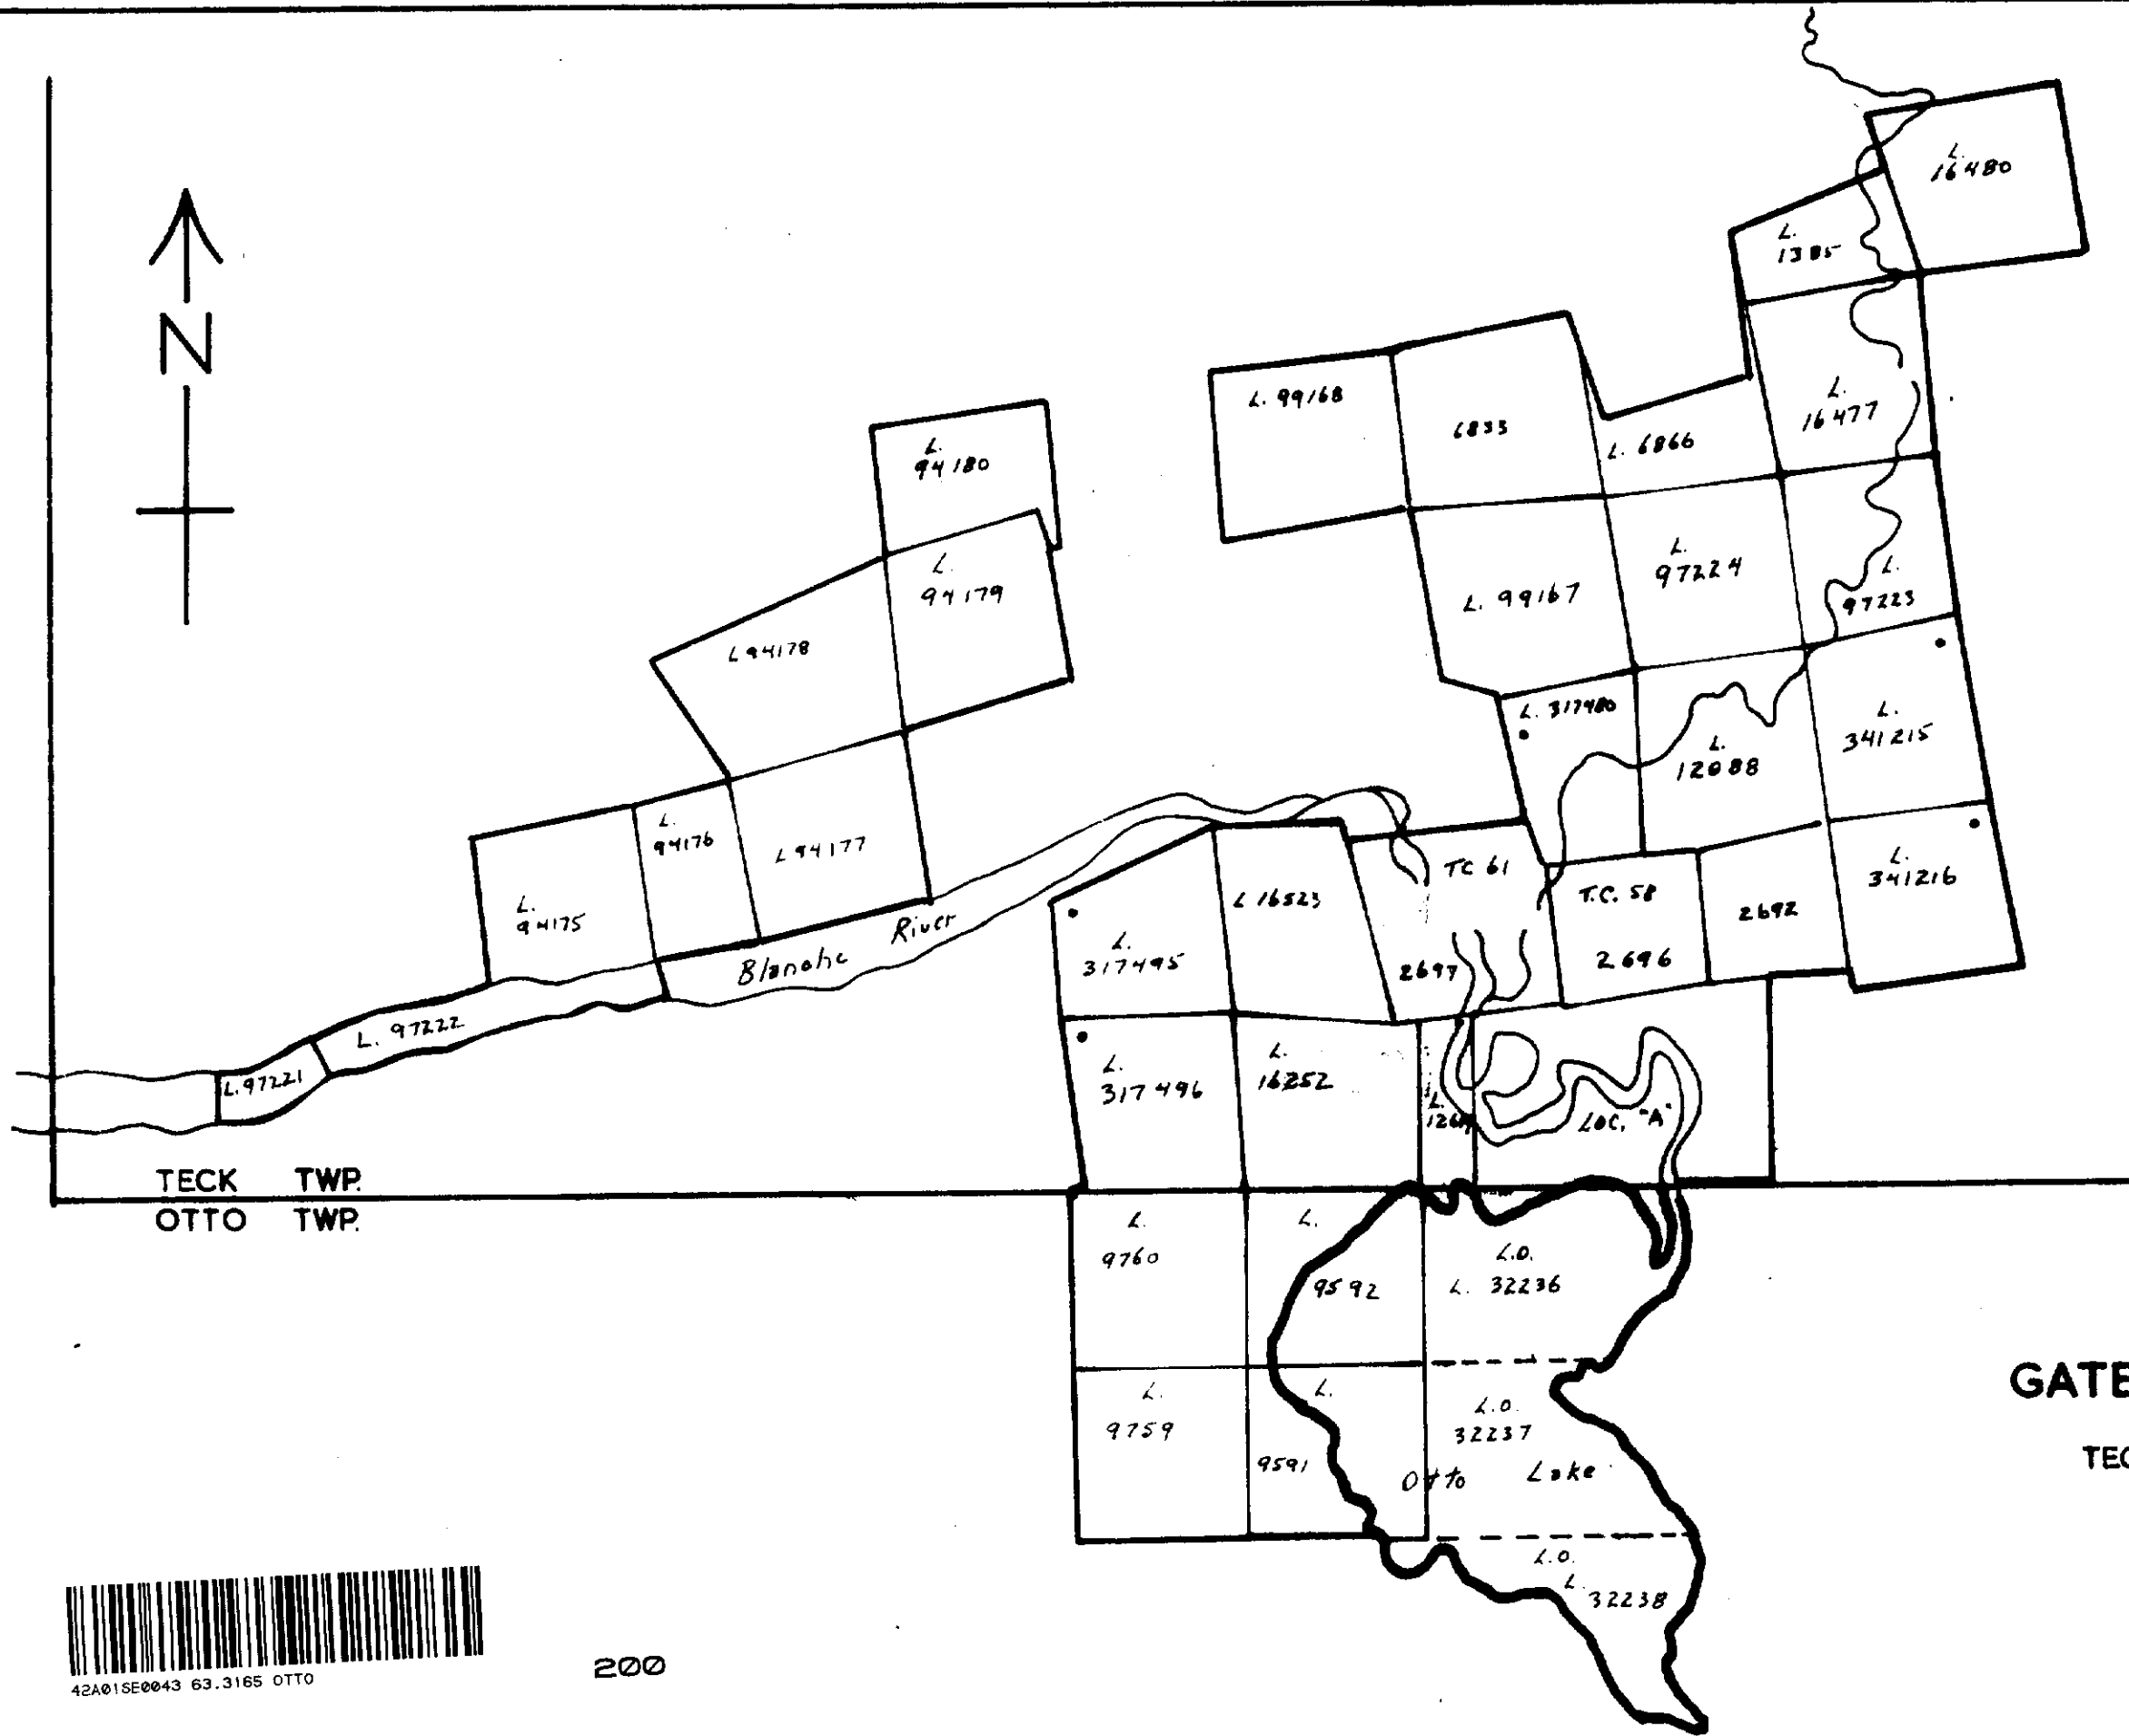 N
L.
16480
L.
1385
L. 99168
6833
L. 6866
L.
16477
L.
94180
L.
94179
L94178
L. 99167
L.
97224
L.
97223
L. 317480
L.
12088
L.
341215
L.
94175
L.
94176
L94177
Blanche River
L. 97222
L.97221
L.
317495
L 16523
TC 61
2697
T.C. 58
2696
2692
L.
341216
L.
317496
L.
16252
L.
LOC. "A"
TECK TWP.
OTTO TWP.
L.
9760
L.
9592
L.O.
L. 32236
L.
9759
L.
9591
L.O.
32237
Otto Lake
L.O.
L.
32238
GATE
TEC
42A01SE0043 63.3165 OTTO
200